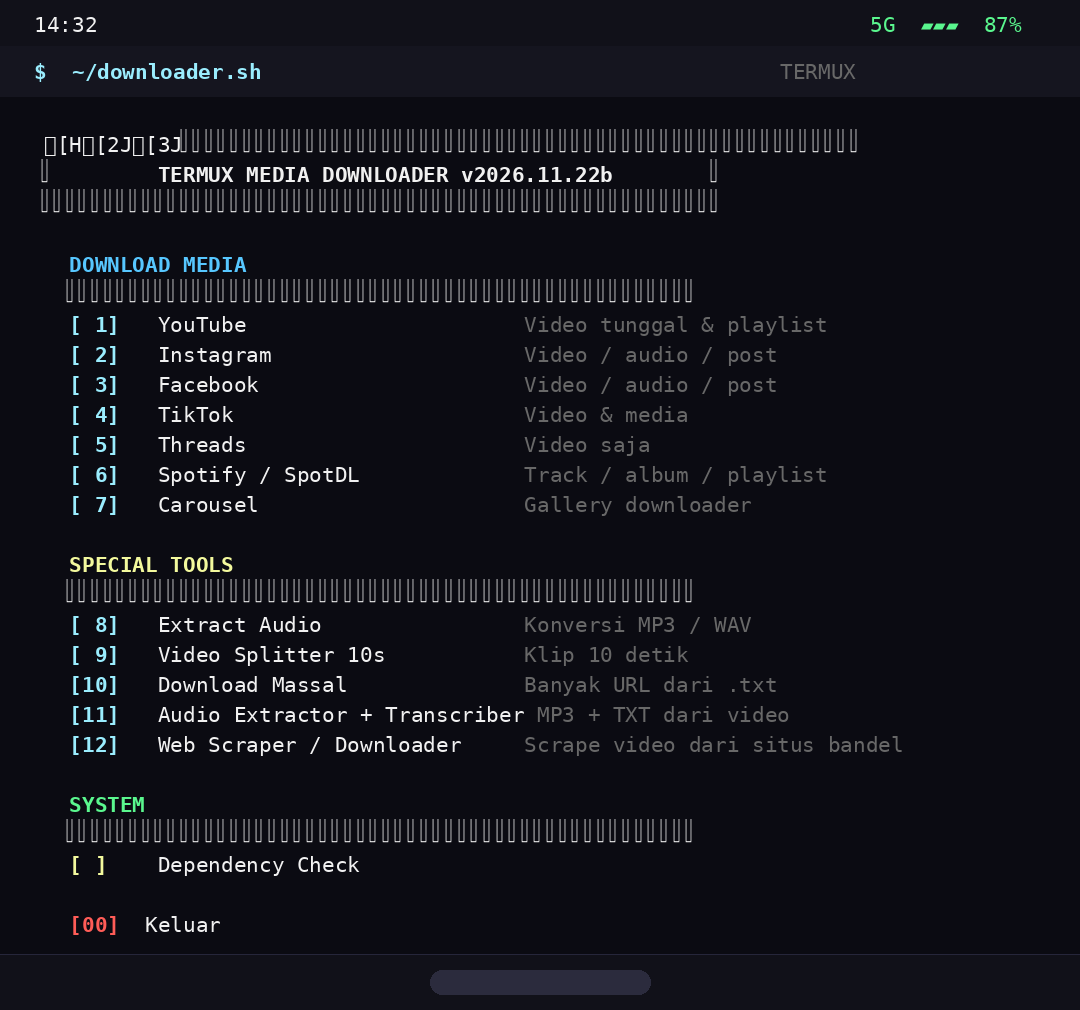 14:32 5G 87%
$ ~/downloader.sh TERMUX
[H[2J[3J
TERMUX MEDIA DOWNLOADER v2026.11.22b
DOWNLOAD MEDIA
[ 1] YouTube Video tunggal & playlist
[ 2] Instagram Video / audio / post
[ 3] Facebook Video / audio / post
[ 4] TikTok Video & media
[ 5] Threads Video saja
[ 6] Spotify / SpotDL Track / album / playlist
[ 7] Carousel Gallery downloader
SPECIAL TOOLS
[ 8] Extract Audio Konversi MP3 / WAV
[ 9] Video Splitter 10s Klip 10 detik
[10] Download Massal Banyak URL dari .txt
[11] Audio Extractor + Transcriber MP3 + TXT dari video
[12] Web Scraper / Downloader Scrape video dari situs bandel
SYSTEM
[ ] Dependency Check
[00] Keluar